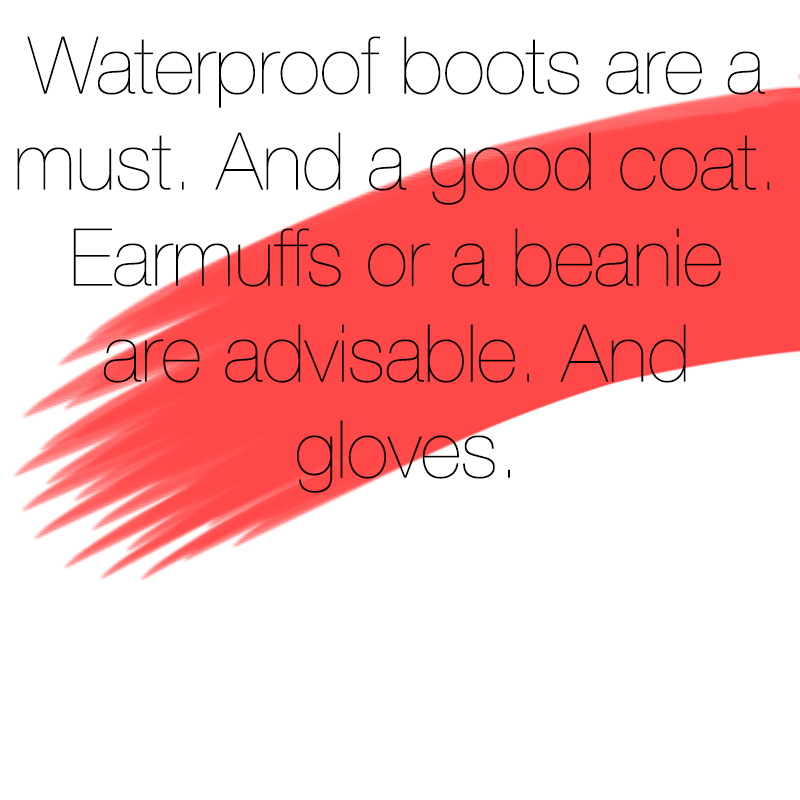 Waterproof boots are a
must. And a good coat.
Earmuffs or a beanie
are advisable. And
gloves.